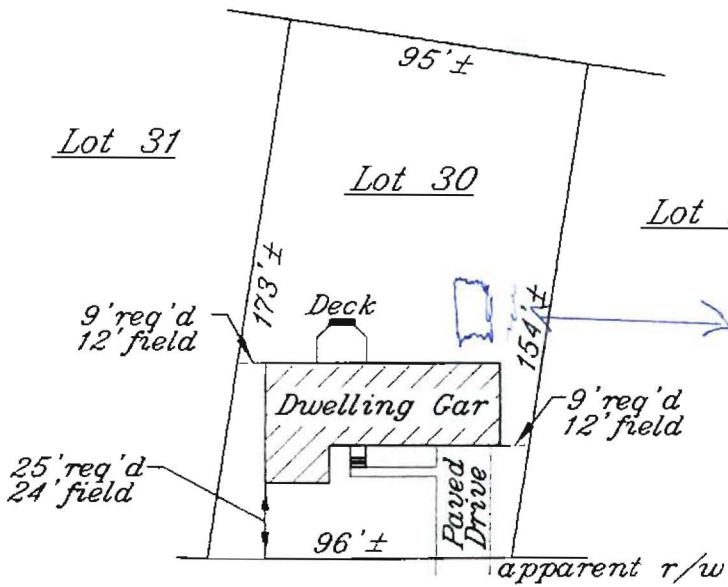 95'±
Lot 31
Lot 30
Lot
173'±
Deck
154'±
9'req'd
12'field
Dwelling Gar
9'req'd
12'field
25'req'd
24'field
Paved
Drive
96'±
apparent r/w